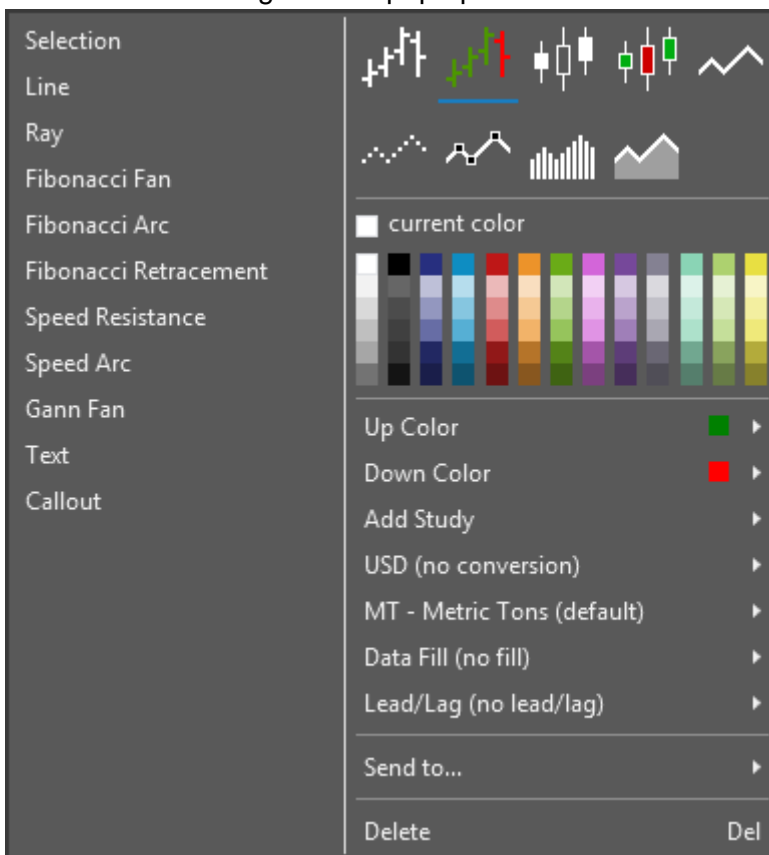 Selection
Line
Ray
Fibonacci Fan
Fibonacci Arc
Fibonacci Retracement
Speed Resistance
Speed Arc
Gann Fan
Text
Callout
current color
Up Color
Down Color
Add Study
USD (no conversion)
MT - Metric Tons (default)
Data Fill (no fill)
Lead/Lag (no lead/lag)
Send to...
Delete Del